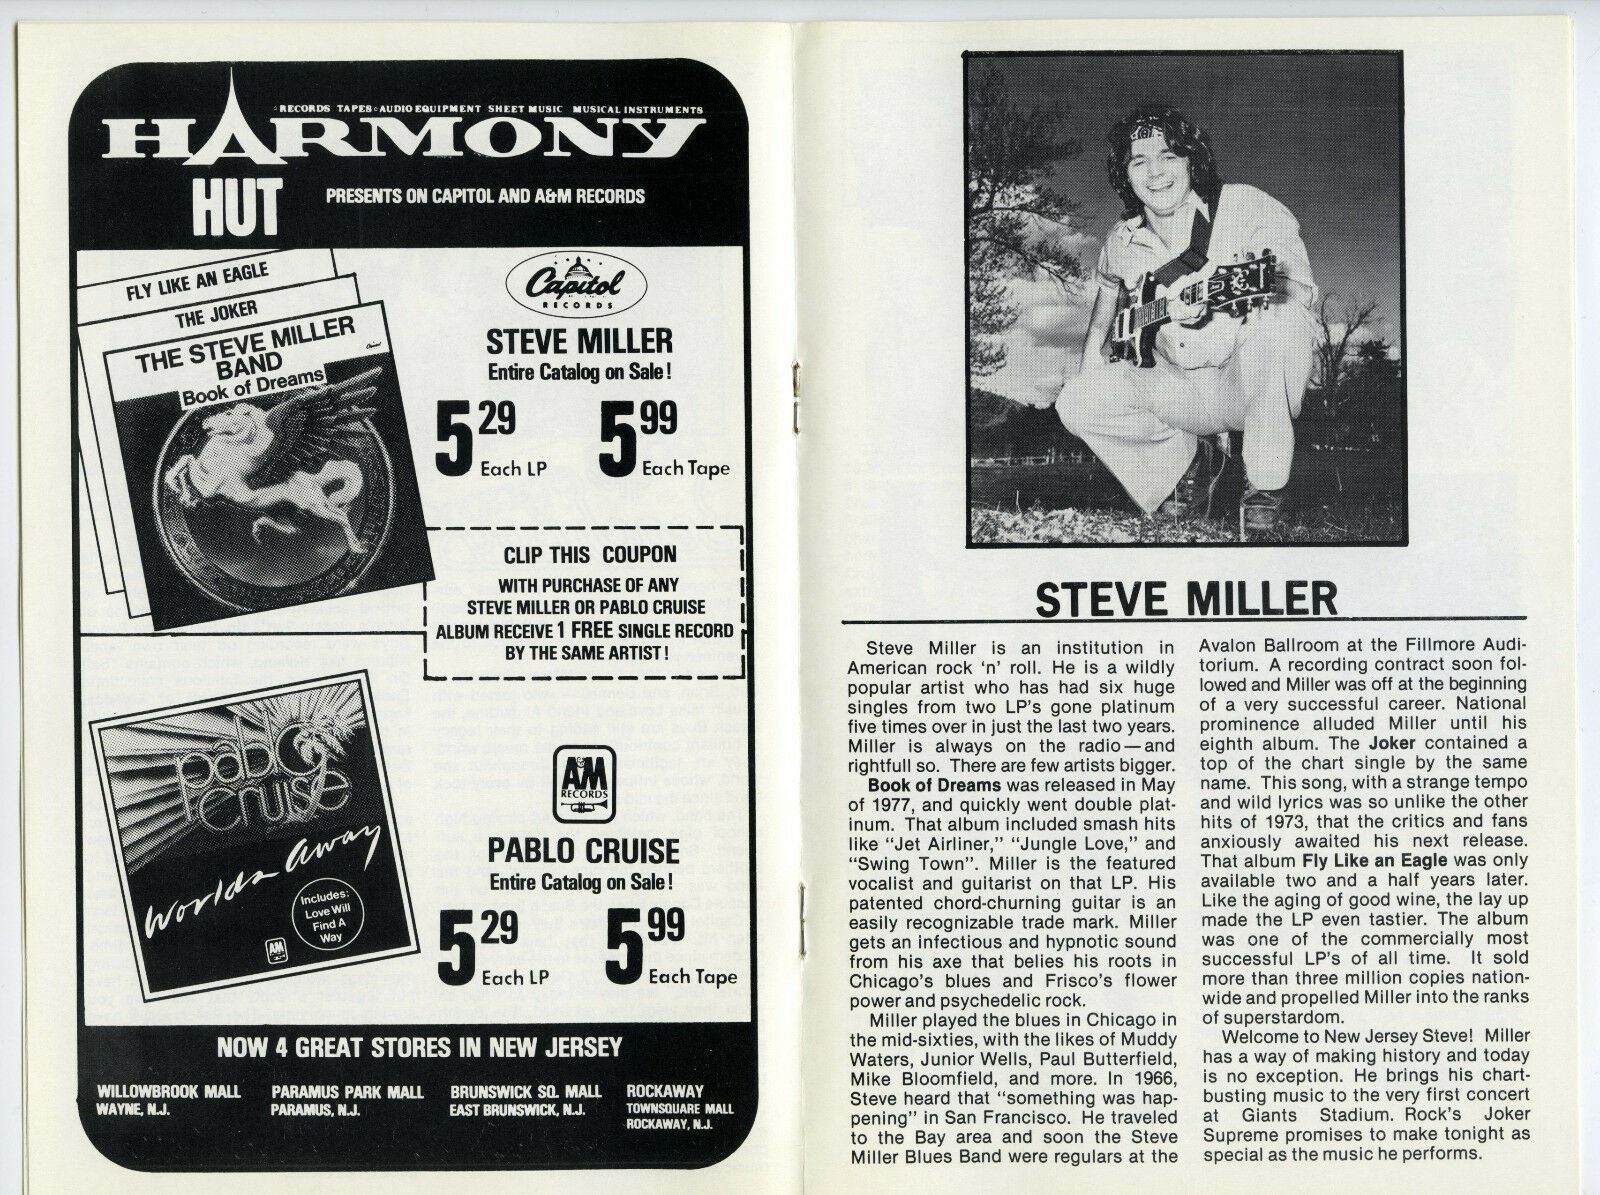 RECORDS TAPES AUDIO EQUIPMENT SHEET MUSIC MUSICAL INSTRUMENTS
HARMONY
HUT
PRESENTS ON CAPITOL AND A&M RECORDS
FLY LIKE AN EAGLE
THE JOKER
THE STEVE MILLER
BAND
Book of Dreams
Capitol
Capitol
RECORDS
STEVE MILLER
Entire Catalog on Sale!
5 29 Each LP 5 99 Each Tape
CLIP THIS COUPON
WITH PURCHASE OF ANY
STEVE MILLER OR PABLO CRUISE
ALBUM RECEIVE 1 FREE SINGLE RECORD
BY THE SAME ARTIST!
pablo
cruise
Worlds Away
Includes:
Love Will
Find A
Way
A&M
RECORDS
A&M
RECORDS
PABLO CRUISE
Entire Catalog on Sale!
5 29 Each LP 5 99 Each Tape
NOW 4 GREAT STORES IN NEW JERSEY
WILLOWBROOK MALL
WAYNE, N.J.
PARAMUS PARK MALL
PARAMUS, N.J.
BRUNSWICK SQ. MALL
EAST BRUNSWICK, N.J.
ROCKAWAY
TOWNSQUARE MALL
ROCKAWAY, N.J.
STEVE MILLER
Steve Miller is an institution in
American rock ‘n’ roll. He is a wildly
popular artist who has had six huge
singles from two LP’s gone platinum
five times over in just the last two years.
Miller is always on the radio—and
rightfull so. There are few artists bigger.
Book of Dreams was released in May
of 1977, and quickly went double plat-
inum. That album included smash hits
like “Jet Airliner,” “Jungle Love,” and
“Swing Town”. Miller is the featured
vocalist and guitarist on that LP. His
patented chord-churning guitar is an
easily recognizable trade mark. Miller
gets an infectious and hypnotic sound
from his axe that belies his roots in
Chicago’s blues and Frisco’s flower
power and psychedelic rock.
Miller played the blues in Chicago in
the mid-sixties, with the likes of Muddy
Waters, Junior Wells, Paul Butterfield,
Mike Bloomfield, and more. In 1966,
Steve heard that “something was hap-
pening” in San Francisco. He traveled
to the Bay area and soon the Steve
Miller Blues Band were regulars at the
Avalon Ballroom at the Fillmore Audi-
torium. A recording contract soon fol-
lowed and Miller was off at the beginning
of a very successful career. National
prominence alluded Miller until his
eighth album. The Joker contained a
top of the chart single by the same
name. This song, with a strange tempo
and wild lyrics was so unlike the other
hits of 1973, that the critics and fans
anxiously awaited his next release.
That album Fly Like an Eagle was only
available two and a half years later.
Like the aging of good wine, the lay up
made the LP even tastier. The album
was one of the commercially most
successful LP’s of all time. It sold
more than three million copies nation-
wide and propelled Miller into the ranks
of superstardom.
Welcome to New Jersey Steve! Miller
has a way of making history and today
is no exception. He brings his chart-
busting music to the very first concert
at Giants Stadium. Rock’s Joker
Supreme promises to make tonight as
special as the music he performs.